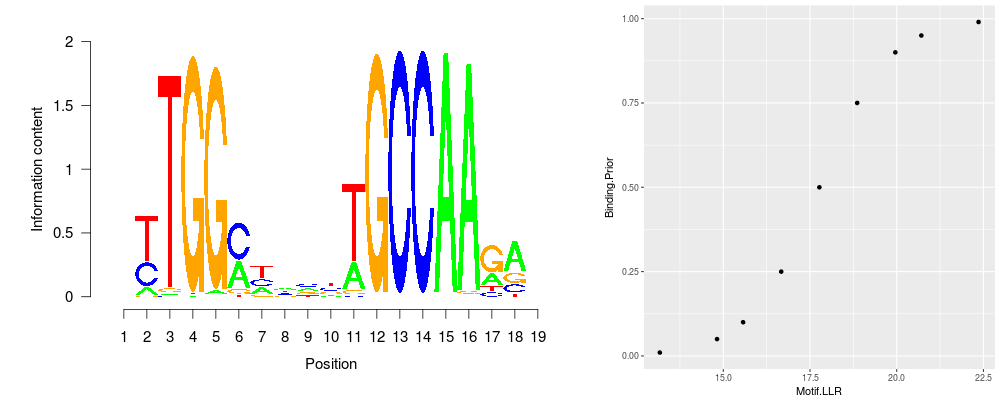 Information content
2
1.5
1
0.5
0
T
C
A
T
G
G
C
A
T
C
A
T
A
G
C
C
A
A
G
A
A
G
C
1 2 3 4 5 6 7 8 9 10 11 12 13 14 15 16 17 18 19
Position
Binding.Prior
1.00
0.75
0.50
0.25
0.00
15.0 17.5 20.0 22.5
Motif.LLR